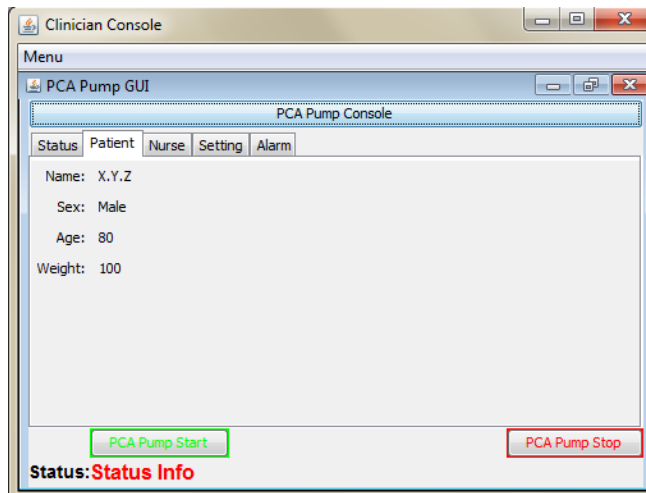 Clinician Console
Menu
PCA Pump GUI
PCA Pump Console
Status Patient Nurse Setting Alarm
Name: X.Y.Z
Sex: Male
Age: 80
Weight: 100
PCA Pump Start PCA Pump Stop
Status:Status Info